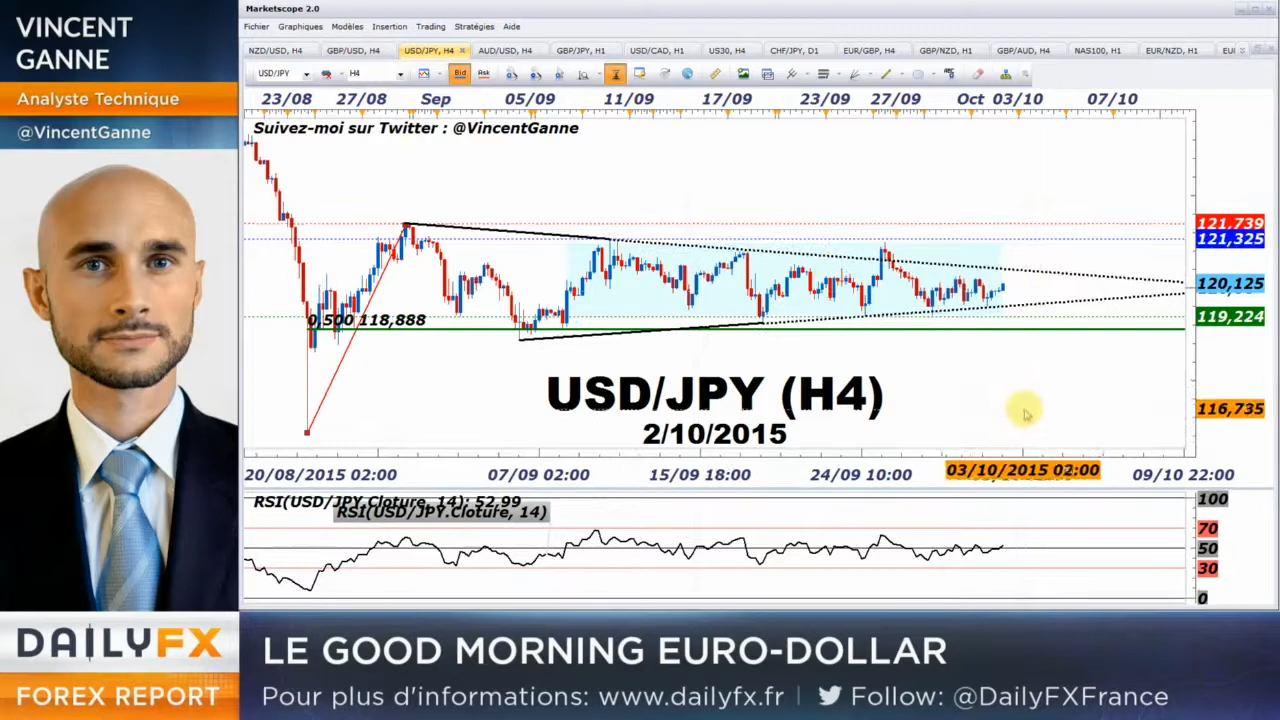 VINCENT
GANNE
Analyste Technique
@VincentGanne
Marketscope 2.0
Fichier Graphiques Modèles Insertion Trading Stratégies Aide
NZD/USD, H4 GBP/USD, H4 USD/JPY, H4 AUD/USD, H4 GBP/JPY, H1 USD/CAD, H1 US30, H4 CHF/JPY, D1 EUR/GBP, H4 GBP/NZD, H1 GBP/AUD, H4 NAS100, H1 EUR/NZD, H1
USD/JPY H4 Bid Ask
23/08 27/08 Sep 05/09 11/09 17/09 23/09 27/09 Oct 03/10 07/10
Suivez-moi sur Twitter : @VincentGanne
121,739
121,325
120,125
119,224
0,500 118,888
116,735
USD/JPY (H4)
2/10/2015
20/08/2015 02:00 07/09 02:00 15/09 18:00 24/09 10:00 03/10/2015 02:00 09/10 22:00
RSI(USD/JPY.Cloture, 14): 52,99
RSI(USD/JPY.Cloture, 14)
100
70
50
30
0
DAILYFX
FOREX REPORT
LE GOOD MORNING EURO-DOLLAR
Pour plus d'informations: www.dailyfx.fr | Follow: @DailyFXFrance